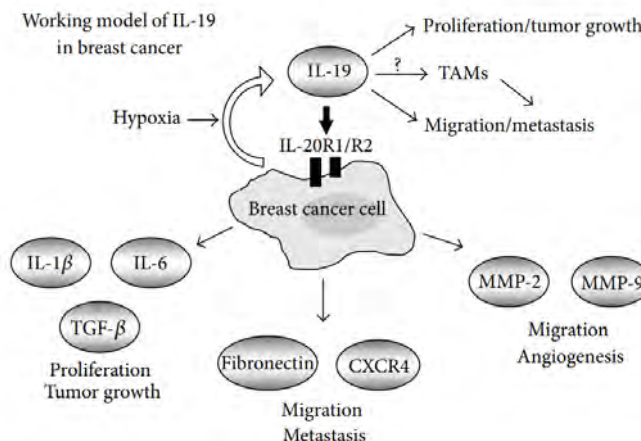 Working model of IL-19
in breast cancer
Proliferation/tumor growth
IL-19
?
TAMs
Hypoxia
Migration/metastasis
IL-20R1/R2
Breast cancer cell
IL-1β
IL-6
MMP-2
MMP-9
TGF-β
Migration
Angiogenesis
Proliferation
Tumor growth
Fibronectin
CXCR4
Migration
Metastasis